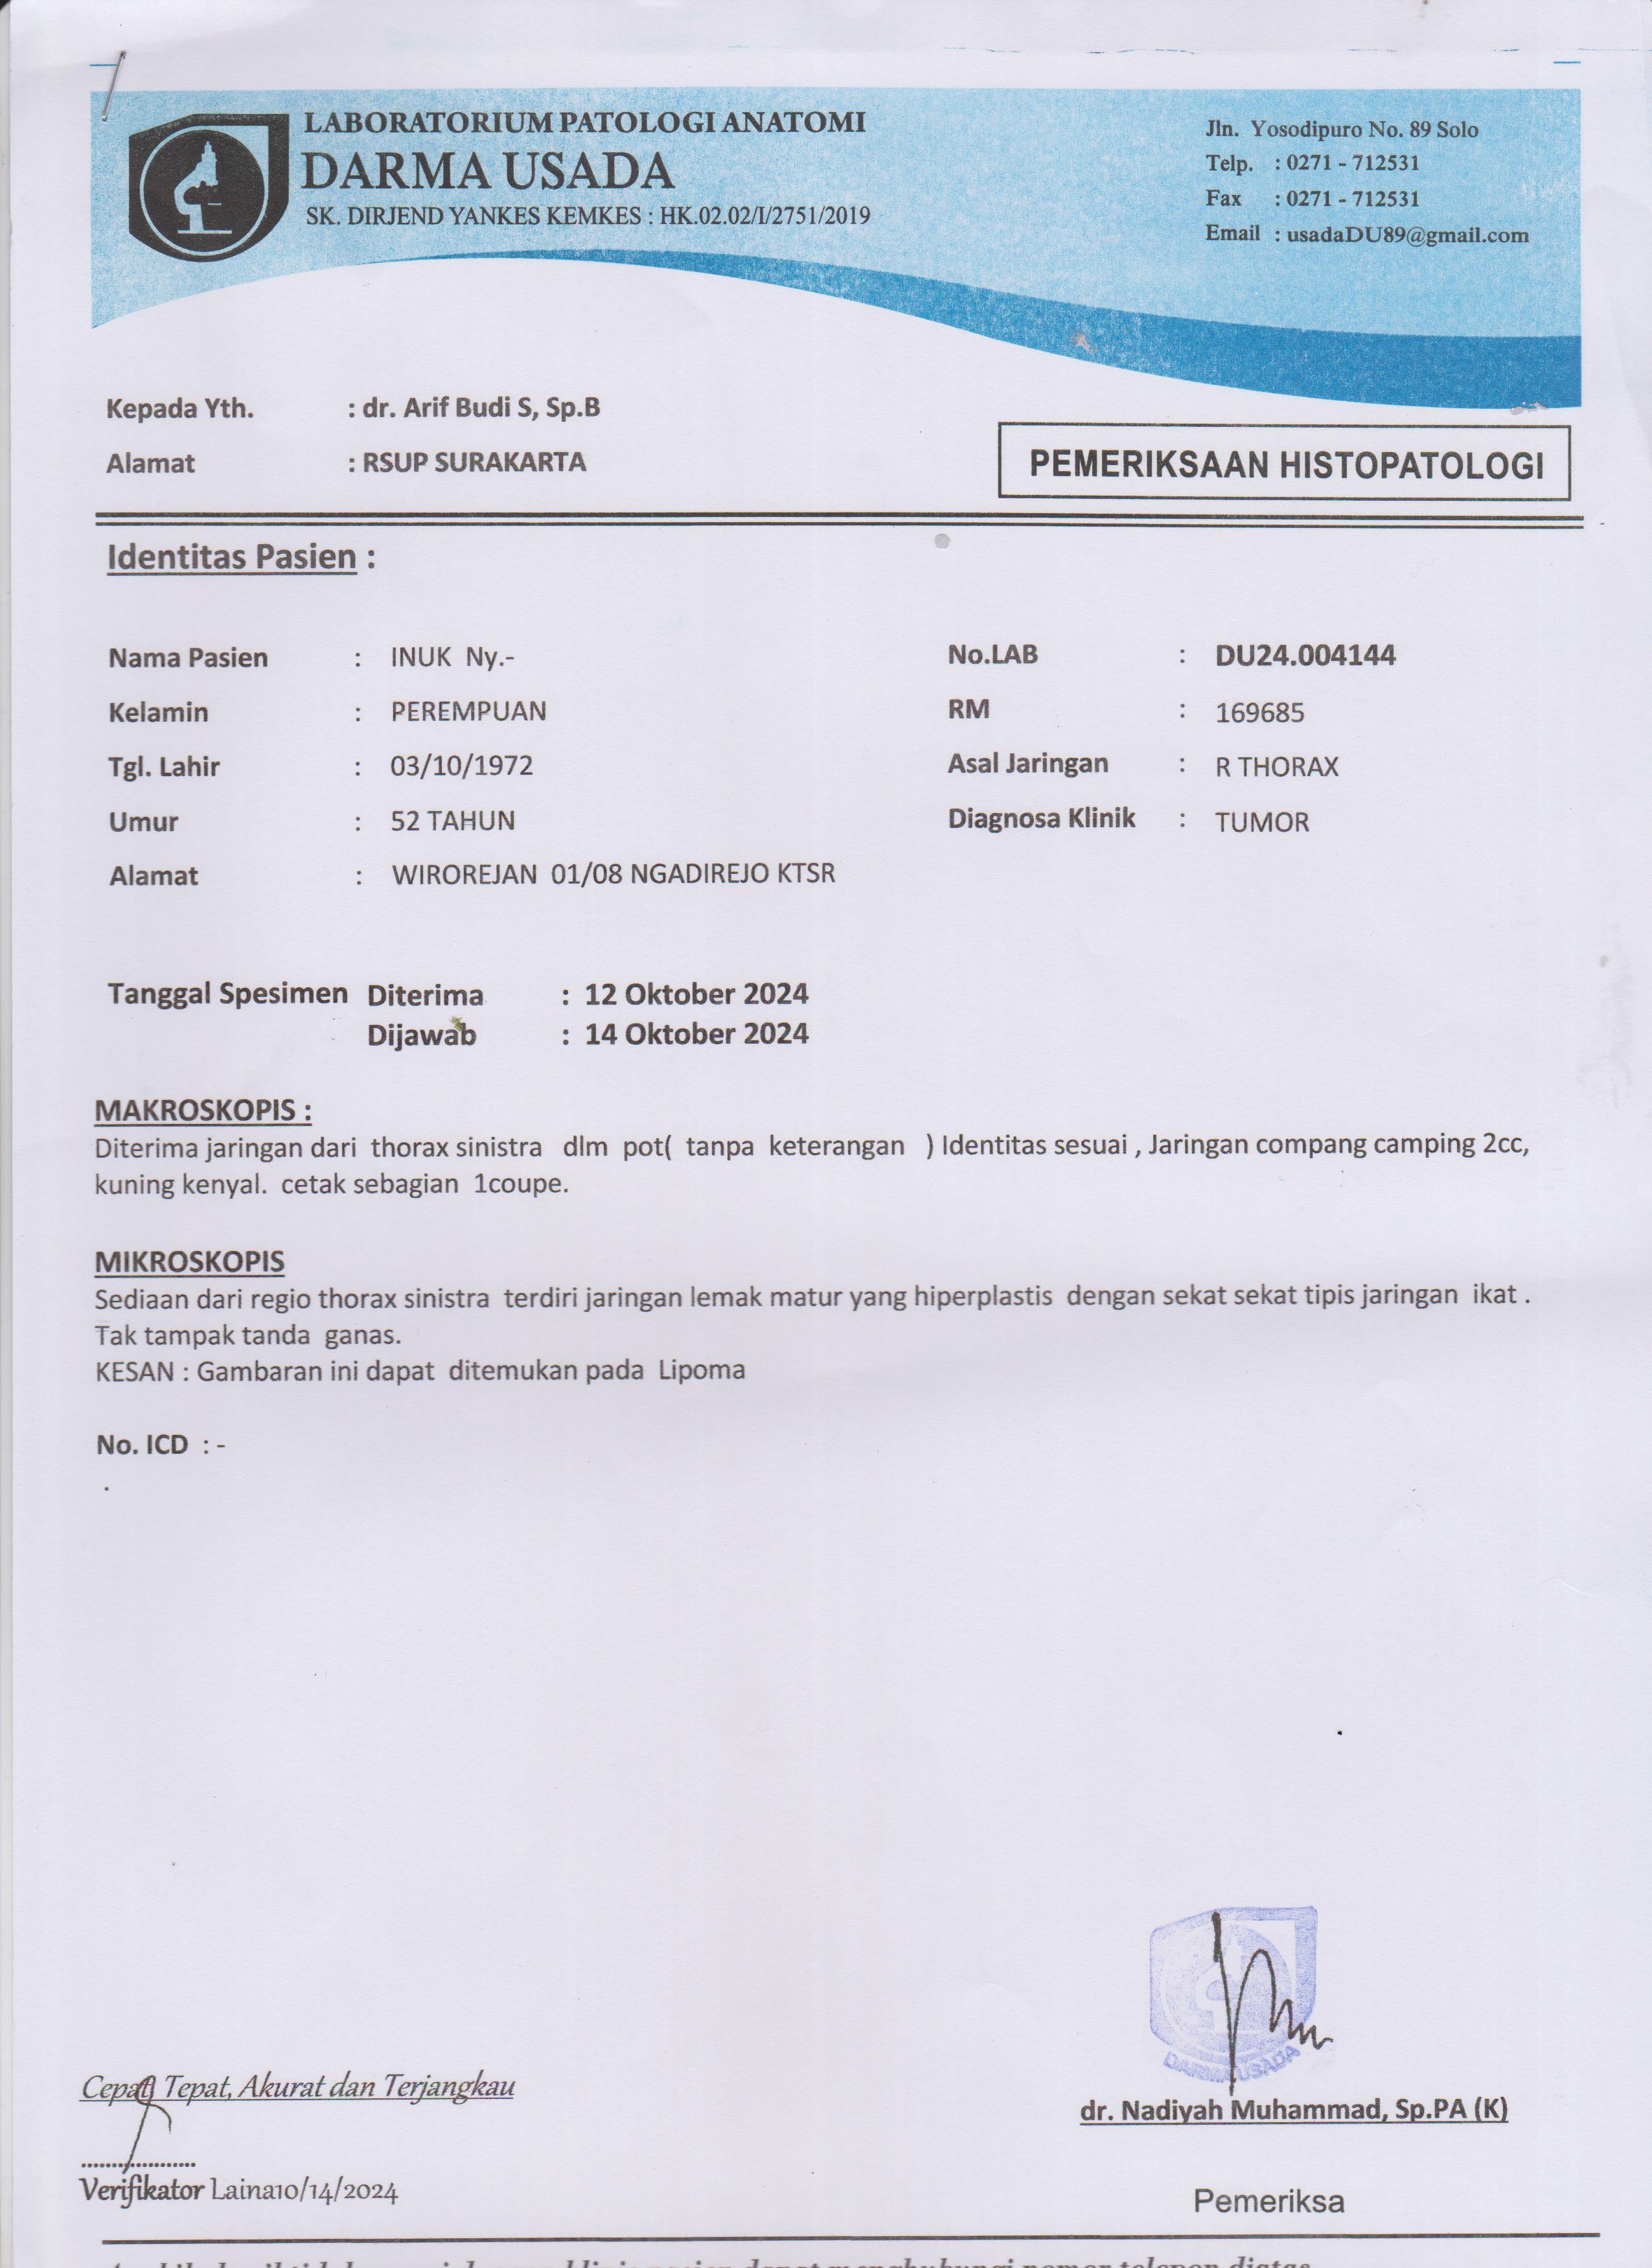 LABORATORIUM PATOLOGI ANATOMI
DARMA USADA
SK. DIRJEND YANKES KEMKES : HK.02.02/I/2751/2019
Jln. Yosodipuro No. 89 Solo
Telp. : 0271 - 712531
Fax : 0271 - 712531
Email : usadaDU89@gmail.com
Kepada Yth. : dr. Arif Budi S, Sp.B
Alamat : RSUP SURAKARTA
PEMERIKSAAN HISTOPATOLOGI
Identitas Pasien :
Nama Pasien : INUK Ny.-
Kelamin : PEREMPUAN
Tgl. Lahir : 03/10/1972
Umur : 52 TAHUN
Alamat : WIROREJAN 01/08 NGADIREJO KTSR
No.LAB : DU24.004144
RM : 169685
Asal Jaringan : R THORAX
Diagnosa Klinik : TUMOR
Tanggal Spesimen Diterima : 12 Oktober 2024
Dijawab : 14 Oktober 2024
MAKROSKOPIS :
Diterima jaringan dari thorax sinistra dlm pot( tanpa keterangan ) Identitas sesuai , Jaringan compang camping 2cc,
kuning kenyal. cetak sebagian 1coupe.
MIKROSKOPIS
Sediaan dari regio thorax sinistra terdiri jaringan lemak matur yang hiperplastis dengan sekat sekat tipis jaringan ikat .
Tak tampak tanda ganas.
KESAN : Gambaran ini dapat ditemukan pada Lipoma
No. ICD : -
.
DARMA USADA
dr. Nadiyah Muhammad, Sp.PA (K)
Pemeriksa
Cepat, Tepat, Akurat dan Terjangkau
....................
Verifikator Laina10/14/2024